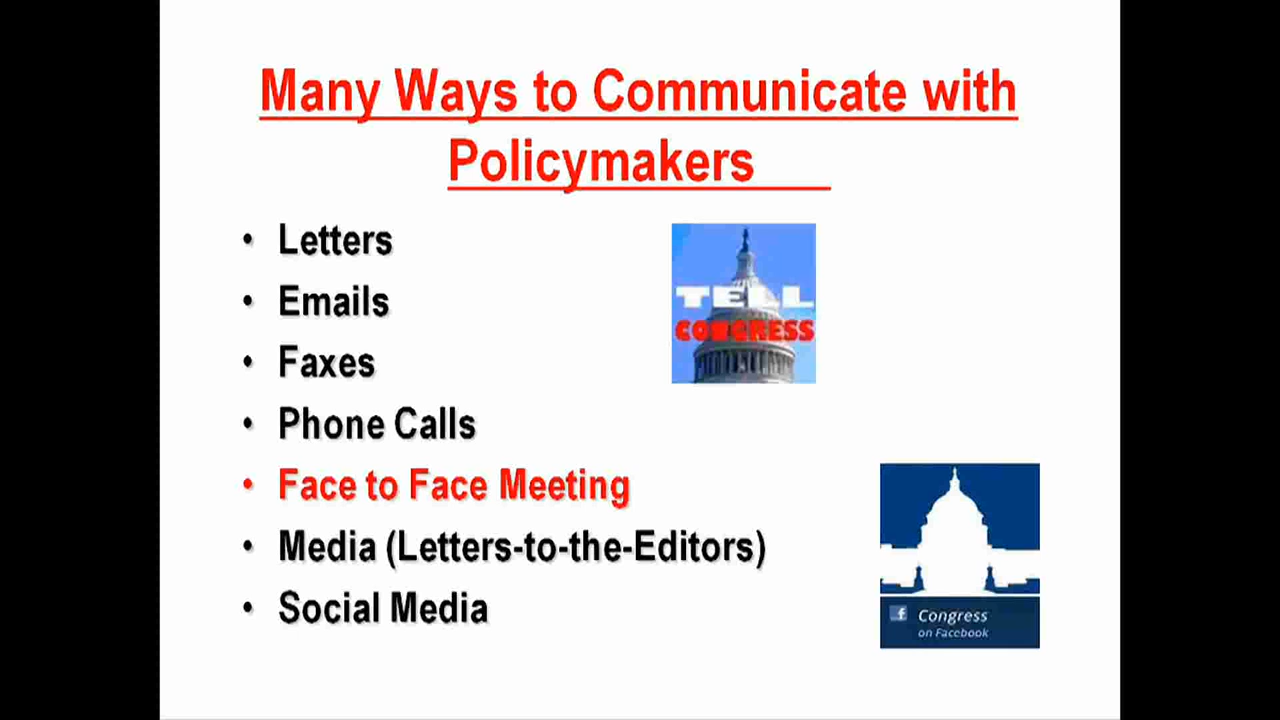 Many Ways to Communicate with
Policymakers
• Letters
• Emails
• Faxes
• Phone Calls
• Face to Face Meeting
• Media (Letters-to-the-Editors)
• Social Media
TELL
CONGRESS
f Congress
on Facebook